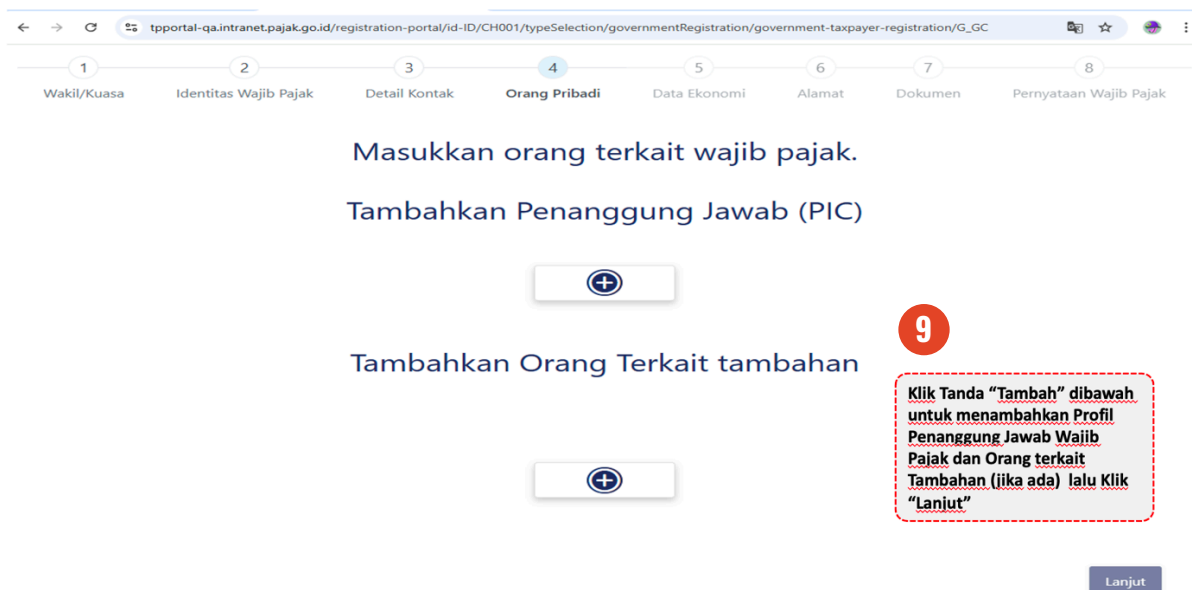 tpportal-qa.intranet.pajak.go.id/registration-portal/id-ID/CH001/typeSelection/governmentRegistration/government-taxpayer-registration/G_GC
1 2 3 4 5 6 7 8
Wakil/Kuasa Identitas Wajib Pajak Detail Kontak Orang Pribadi Data Ekonomi Alamat Dokumen Pernyataan Wajib Pajak
Masukkan orang terkait wajib pajak.
Tambahkan Penanggung Jawab (PIC)
Tambahkan Orang Terkait tambahan
9
Klik Tanda “Tambah” dibawah
untuk menambahkan Profil
Penanggung Jawab Wajib
Pajak dan Orang terkait
Tambahan (jika ada) lalu Klik
“Lanjut”
Lanjut